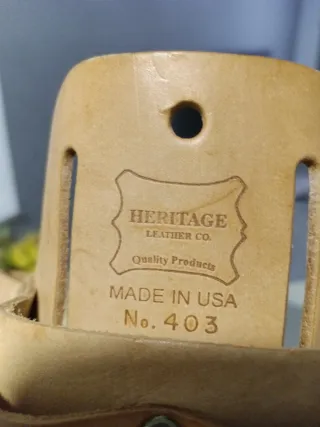 HERITAGE
LEATHER CO.
Quality Products
MADE IN USA
No. 403